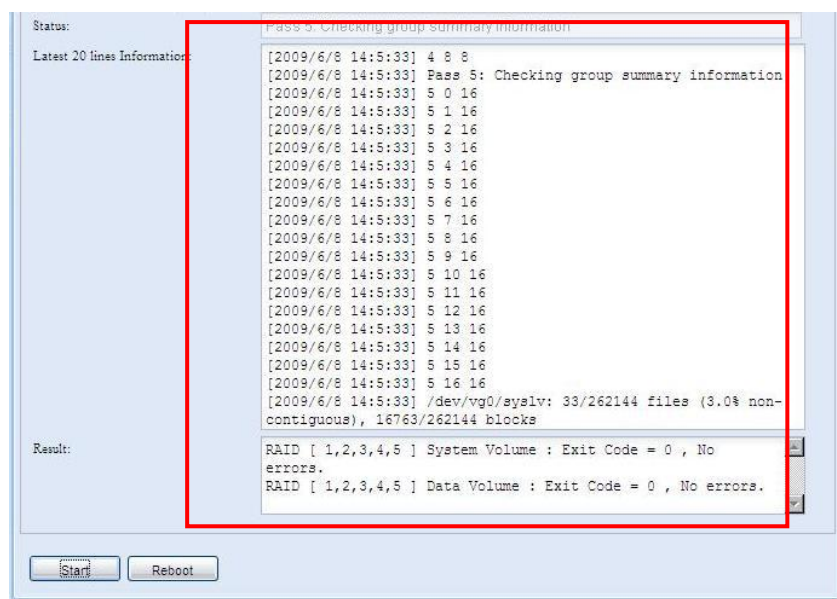 Status:
Pass 5: Checking group summary information
Latest 20 lines Information:
[2009/6/8 14:5:33] 4 8 8
[2009/6/8 14:5:33] Pass 5: Checking group summary information
[2009/6/8 14:5:33] 5 0 16
[2009/6/8 14:5:33] 5 1 16
[2009/6/8 14:5:33] 5 2 16
[2009/6/8 14:5:33] 5 3 16
[2009/6/8 14:5:33] 5 4 16
[2009/6/8 14:5:33] 5 5 16
[2009/6/8 14:5:33] 5 6 16
[2009/6/8 14:5:33] 5 7 16
[2009/6/8 14:5:33] 5 8 16
[2009/6/8 14:5:33] 5 9 16
[2009/6/8 14:5:33] 5 10 16
[2009/6/8 14:5:33] 5 11 16
[2009/6/8 14:5:33] 5 12 16
[2009/6/8 14:5:33] 5 13 16
[2009/6/8 14:5:33] 5 14 16
[2009/6/8 14:5:33] 5 15 16
[2009/6/8 14:5:33] 5 16 16
[2009/6/8 14:5:33] /dev/vg0/syslv: 33/262144 files (3.0% non-
contiguous), 16763/262144 blocks
Result:
RAID [ 1,2,3,4,5 ] System Volume : Exit Code = 0 , No
errors.
RAID [ 1,2,3,4,5 ] Data Volume : Exit Code = 0 , No errors.
Start
Reboot